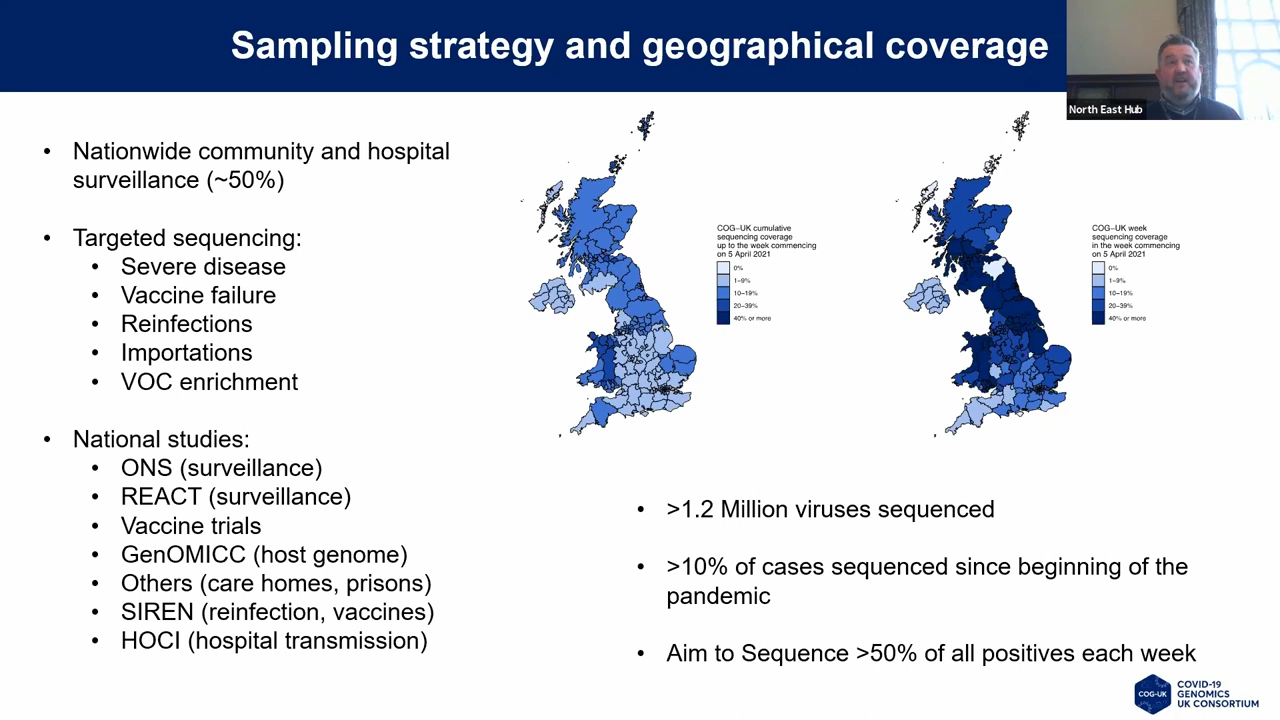 Sampling strategy and geographical coverage
North East Hub
• Nationwide community and hospital
surveillance (~50%)
• Targeted sequencing:
• Severe disease
• Vaccine failure
• Reinfections
• Importations
• VOC enrichment
• National studies:
• ONS (surveillance)
• REACT (surveillance)
• Vaccine trials
• GenOMICC (host genome)
• Others (care homes, prisons)
• SIREN (reinfection, vaccines)
• HOCI (hospital transmission)
COG-UK cumulative
sequencing coverage
up to the week commencing
on 5 April 2021
0%
1-9%
10-19%
20-39%
40% or more
COG-UK week
sequencing coverage
in the week commencing
on 5 April 2021
0%
1-9%
10-19%
20-39%
40% or more
• >1.2 Million viruses sequenced
• >10% of cases sequenced since beginning of the
pandemic
• Aim to Sequence >50% of all positives each week
COG-UK
COVID-19
GENOMICS
UK CONSORTIUM